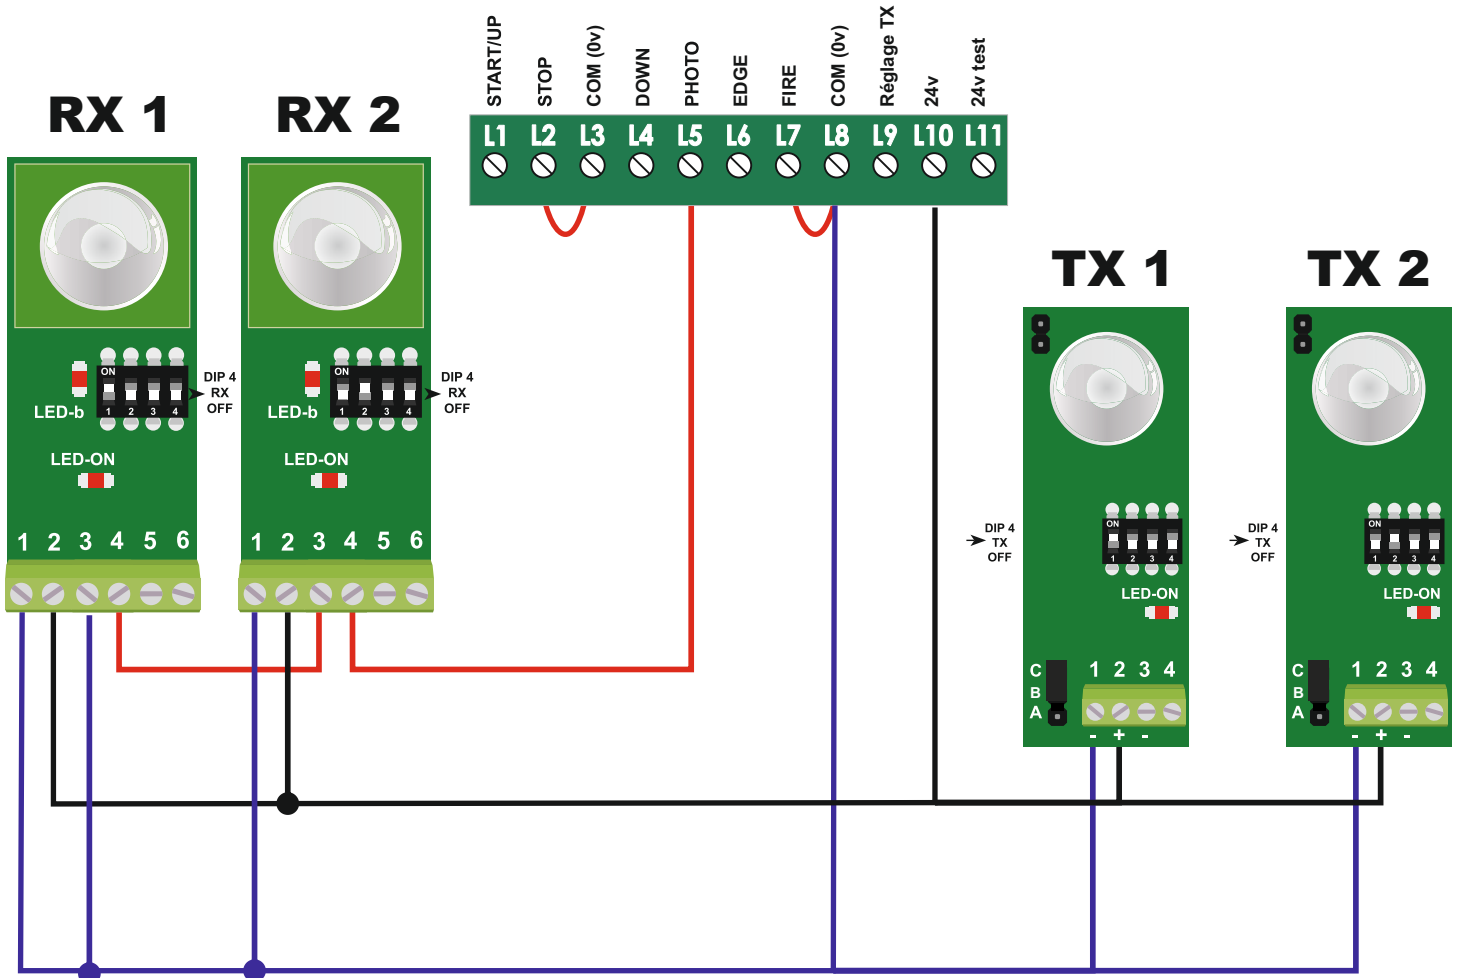 START/UP
STOP
COM (0v)
DOWN
PHOTO
EDGE
FIRE
COM (0v)
Réglage TX
24v
24v test
L1 L2 L3 L4 L5 L6 L7 L8 L9 L10 L11
RX 1
RX 2
ON
1 2 3 4
DIP 4
RX
OFF
LED-b
LED-ON
1 2 3 4 5 6
ON
1 2 3 4
DIP 4
RX
OFF
LED-b
LED-ON
1 2 3 4 5 6
TX 1
TX 2
DIP 4
TX
OFF
ON
1 2 3 4
LED-ON
C
B
A
1 2 3 4
- + -
DIP 4
TX
OFF
ON
1 2 3 4
LED-ON
C
B
A
1 2 3 4
- + -